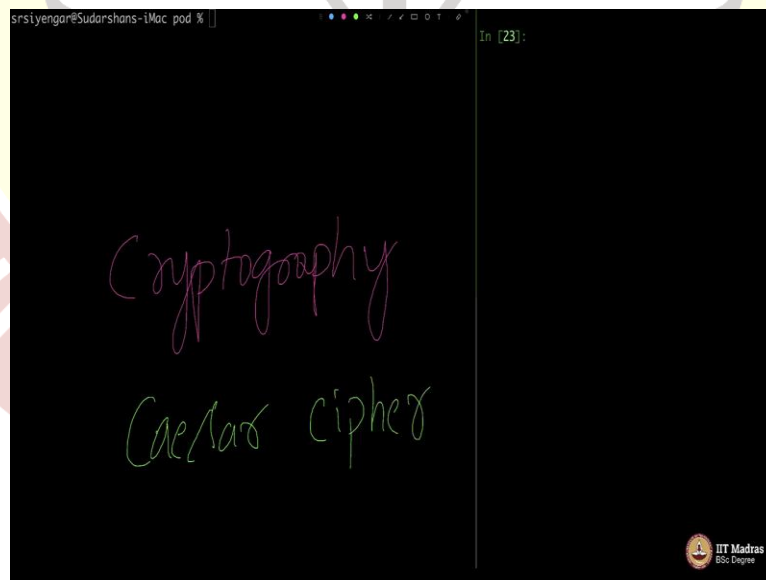 srsiyengar@Sudarshans-iMac pod %
In [23]:
Cryptography
Caesar cipher
IIT Madras
BSc Degree